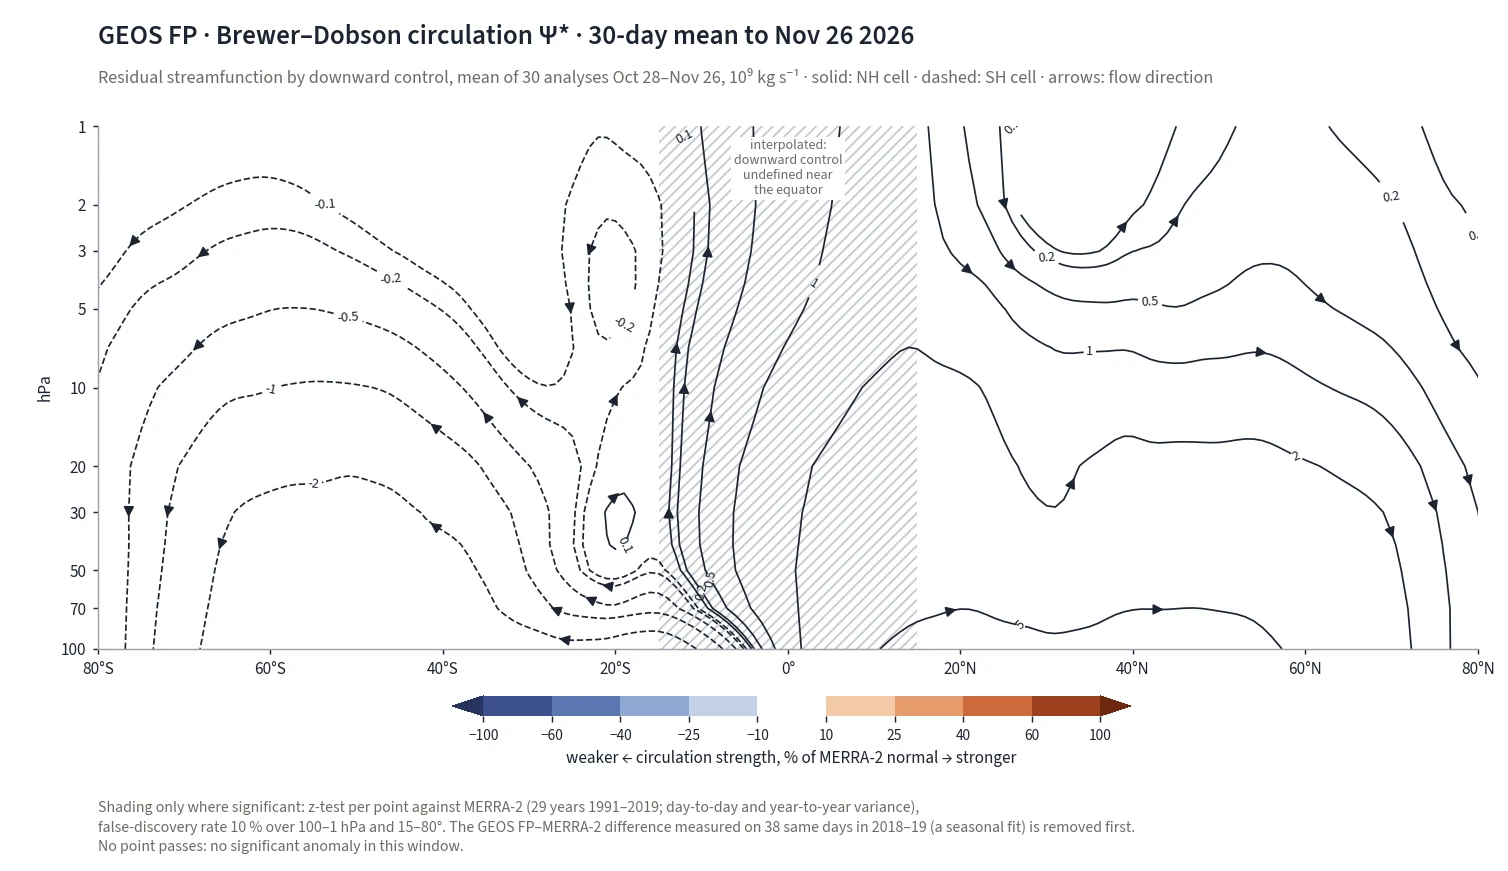 GEOS FP · Brewer–Dobson circulation Ψ* · 30-day mean to Nov 26 2026
Residual streamfunction by downward control, mean of 30 analyses Oct 28–Nov 26, 10⁹ kg s⁻¹ · solid: NH cell · dashed: SH cell · arrows: flow direction
interpolated:
downward control
undefined near
the equator
hPa
1
2
3
5
10
20
30
50
70
100
80°S
60°S
40°S
20°S
0°
20°N
40°N
60°N
80°N
-0.1
-0.2
-0.5
-1
-2
-0.2
0.1
0.1
0.5
1
0.2
0.5
1
2
5
0.2
−100
−60
−40
−25
−10
10
25
40
60
100
weaker ← circulation strength, % of MERRA-2 normal → stronger
Shading only where significant: z-test per point against MERRA-2 (29 years 1991–2019; day-to-day and year-to-year variance),
false-discovery rate 10 % over 100–1 hPa and 15–80°. The GEOS FP–MERRA-2 difference measured on 38 same days in 2018–19 (a seasonal fit) is removed first.
No point passes: no significant anomaly in this window.